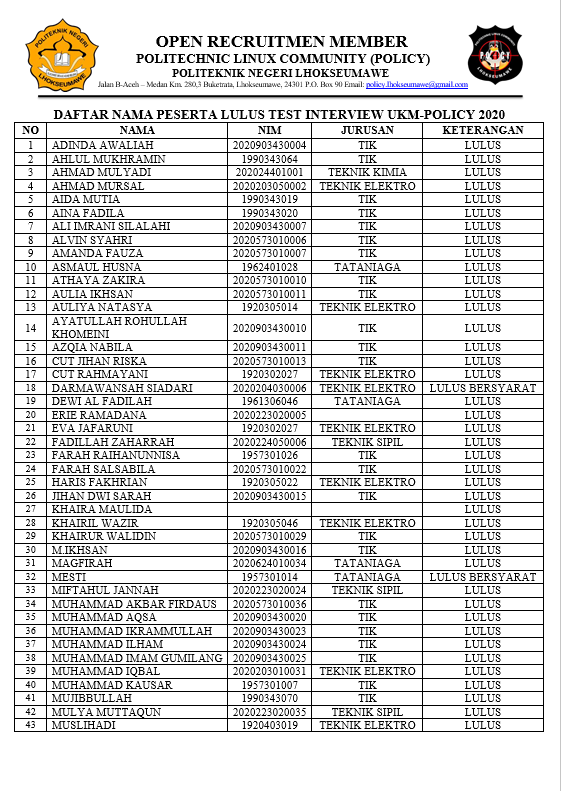 POLITEKNIK NEGERI
LHOKSEUMAWE
OPEN RECRUITMEN MEMBER
POLITECHNIC LINUX COMMUNITY (POLICY)
POLITEKNIK NEGERI LHOKSEUMAWE
Jalan B-Aceh – Medan Km. 280,3 Buketrata, Lhokseumawe, 24301 P.O. Box 90 Email: policy.lhokseumawe@gmail.com
POLICY
DAFTAR NAMA PESERTA LULUS TEST INTERVIEW UKM-POLICY 2020
NO NAMA NIM JURUSAN KETERANGAN
1 ADINDA AWALIAH 2020903430004 TIK LULUS
2 AHLUL MUKHRAMIN 1990343064 TIK LULUS
3 AHMAD MULYADI 202024401001 TEKNIK KIMIA LULUS
4 AHMAD MURSAL 2020203050002 TEKNIK ELEKTRO LULUS
5 AIDA MUTIA 1990343019 TIK LULUS
6 AINA FADILA 1990343020 TIK LULUS
7 ALI IMRANI SILALAHI 2020903430007 TIK LULUS
8 ALVIN SYAHRI 2020573010006 TIK LULUS
9 AMANDA FAUZA 2020573010007 TIK LULUS
10 ASMAUL HUSNA 1962401028 TATANIAGA LULUS
11 ATHAYA ZAKIRA 2020573010010 TIK LULUS
12 AULIA IKHSAN 2020573010011 TIK LULUS
13 AULIYA NATASYA 1920305014 TEKNIK ELEKTRO LULUS
14 AYATULLAH ROHULLAH
KHOMEINI 2020903430010 TIK LULUS
15 AZQIA NABILA 2020903430011 TIK LULUS
16 CUT JIHAN RISKA 2020573010013 TIK LULUS
17 CUT RAHMAYANI 1920302027 TEKNIK ELEKTRO LULUS
18 DARMAWANSAH SIADARI 2020204030006 TEKNIK ELEKTRO LULUS BERSYARAT
19 DEWI AL FADILAH 1961306046 TATANIAGA LULUS
20 ERIE RAMADANA 2020223020005 LULUS
21 EVA JAFARUNI 1920302027 TEKNIK ELEKTRO LULUS
22 FADILLAH ZAHARRAH 2020224050006 TEKNIK SIPIL LULUS
23 FARAH RAIHANUNNISA 1957301026 TIK LULUS
24 FARAH SALSABILA 2020573010022 TIK LULUS
25 HARIS FAKHRIAN 1920305022 TEKNIK ELEKTRO LULUS
26 JIHAN DWI SARAH 2020903430015 TIK LULUS
27 KHAIRA MAULIDA LULUS
28 KHAIRIL WAZIR 1920305046 TEKNIK ELEKTRO LULUS
29 KHAIRUR WALIDIN 2020573010029 TIK LULUS
30 M.IKHSAN 2020903430016 TIK LULUS
31 MAGFIRAH 2020624010034 TATANIAGA LULUS
32 MESTI 1957301014 TATANIAGA LULUS BERSYARAT
33 MIFTAHUL JANNAH 2020223020024 TEKNIK SIPIL LULUS
34 MUHAMMAD AKBAR FIRDAUS 2020573010036 TIK LULUS
35 MUHAMMAD AQSA 2020903430020 TIK LULUS
36 MUHAMMAD IKRAMMULLAH 2020903430023 TIK LULUS
37 MUHAMMAD ILHAM 2020903430024 TIK LULUS
38 MUHAMMAD IMAM GUMILANG 2020903430025 TIK LULUS
39 MUHAMMAD IQBAL 2020203010031 TEKNIK ELEKTRO LULUS
40 MUHAMMAD KAUSAR 1957301007 TIK LULUS
41 MUJIBBULLAH 1990343070 TIK LULUS
42 MULYA MUTTAQUN 2020223020035 TEKNIK SIPIL LULUS
43 MUSLIHADI 1920403019 TEKNIK ELEKTRO LULUS